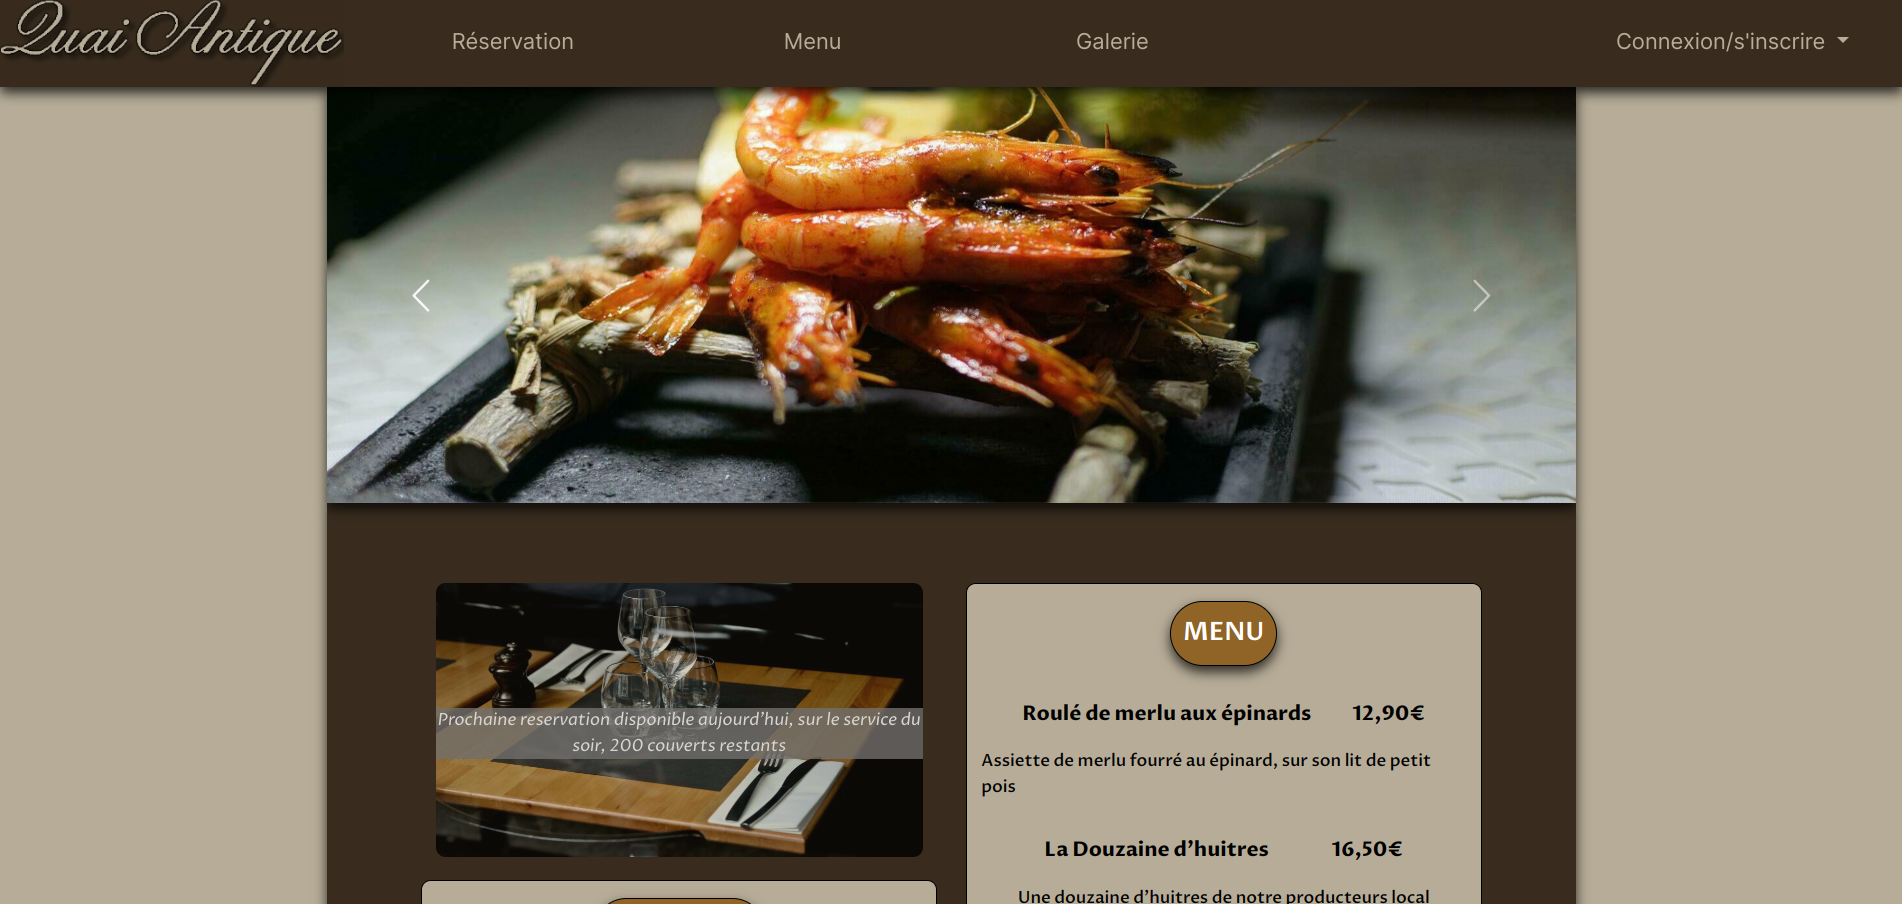 Quai Antique
Réservation
Menu
Galerie
Connexion/s'inscrire
Prochaine reservation disponible aujourd'hui, sur le service du
soir, 200 couverts restants
MENU
Roulé de merlu aux épinards 12,90€
Assiette de merlu fourré au épinard, sur son lit de petit
pois
La Douzaine d'huitres 16,50€
Une douzaine d'huitres de notre producteurs local